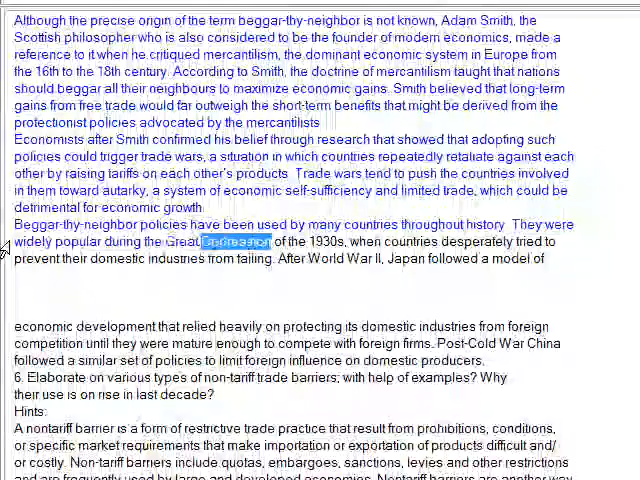 Although the precise origin of the term beggar-thy-neighbor is not known, Adam Smith, the
Scottish philosopher who is also considered to be the founder of modern economics, made a
reference to it when he critiqued mercantilism, the dominant economic system in Europe from
the 16th to the 18th century. According to Smith, the doctrine of mercantilism taught that nations
should beggar all their neighbours to maximize economic gains. Smith believed that long-term
gains from free trade would far outweigh the short-term benefits that might be derived from the
protectionist policies advocated by the mercantilists.
Economists after Smith confirmed his belief through research that showed that adopting such
policies could trigger trade wars, a situation in which countries repeatedly retaliate against each
other by raising tariffs on each other's products. Trade wars tend to push the countries involved
in them toward autarky, a system of economic self-sufficiency and limited trade, which could be
detrimental for economic growth.
Beggar-thy-neighbor policies have been used by many countries throughout history. They were
widely popular during the Great Depression of the 1930s, when countries desperately tried to
prevent their domestic industries from failing. After World War II, Japan followed a model of
economic development that relied heavily on protecting its domestic industries from foreign
competition until they were mature enough to compete with foreign firms. Post-Cold War China
followed a similar set of policies to limit foreign influence on domestic producers.
6. Elaborate on various types of non-tariff trade barriers, with help of examples? Why
their use is on rise in last decade?
Hints:
A nontariff barrier is a form of restrictive trade practice that result from prohibitions, conditions,
or specific market requirements that make importation or exportation of products difficult and/
or costly. Non-tariff barriers include quotas, embargoes, sanctions, levies and other restrictions
and are frequently used by large and developed economies. Nontariff barriers are another way